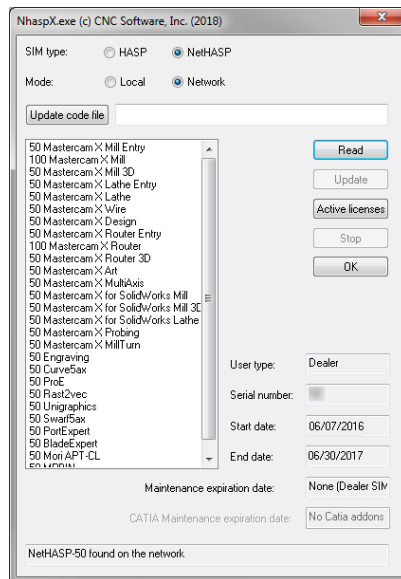 NhaspX.exe (c) CNC Software, Inc. (2018)
SIM type: HASP NetHASP
Mode: Local Network
Update code file
50 Mastercam X Mill Entry
100 Mastercam X Mill
50 Mastercam X Mill 3D
50 Mastercam X Lathe Entry
50 Mastercam X Lathe
50 Mastercam X Wire
50 Mastercam X Design
50 Mastercam X Router Entry
100 Mastercam X Router
50 Mastercam X Router 3D
50 Mastercam X Art
50 Mastercam X MultiAxis
50 Mastercam X for SolidWorks Mill
50 Mastercam X for SolidWorks Mill 3D
50 Mastercam X for SolidWorks Lathe
50 Mastercam X Probing
50 Mastercam X MillTurn
50 Engraving
50 Curve5ax
50 ProE
50 Rast2vec
50 Unigraphics
50 Swarf5ax
50 PortExpert
50 BladeExpert
50 Mori APT-CL
Read
Update
Active licenses
Stop
OK
User type: Dealer
Serial number:
Start date: 06/07/2016
End date: 06/30/2017
Maintenance expiration date: None (Dealer SIM
CATIA Maintenance expiration date: No Catia addons
NetHASP-50 found on the network